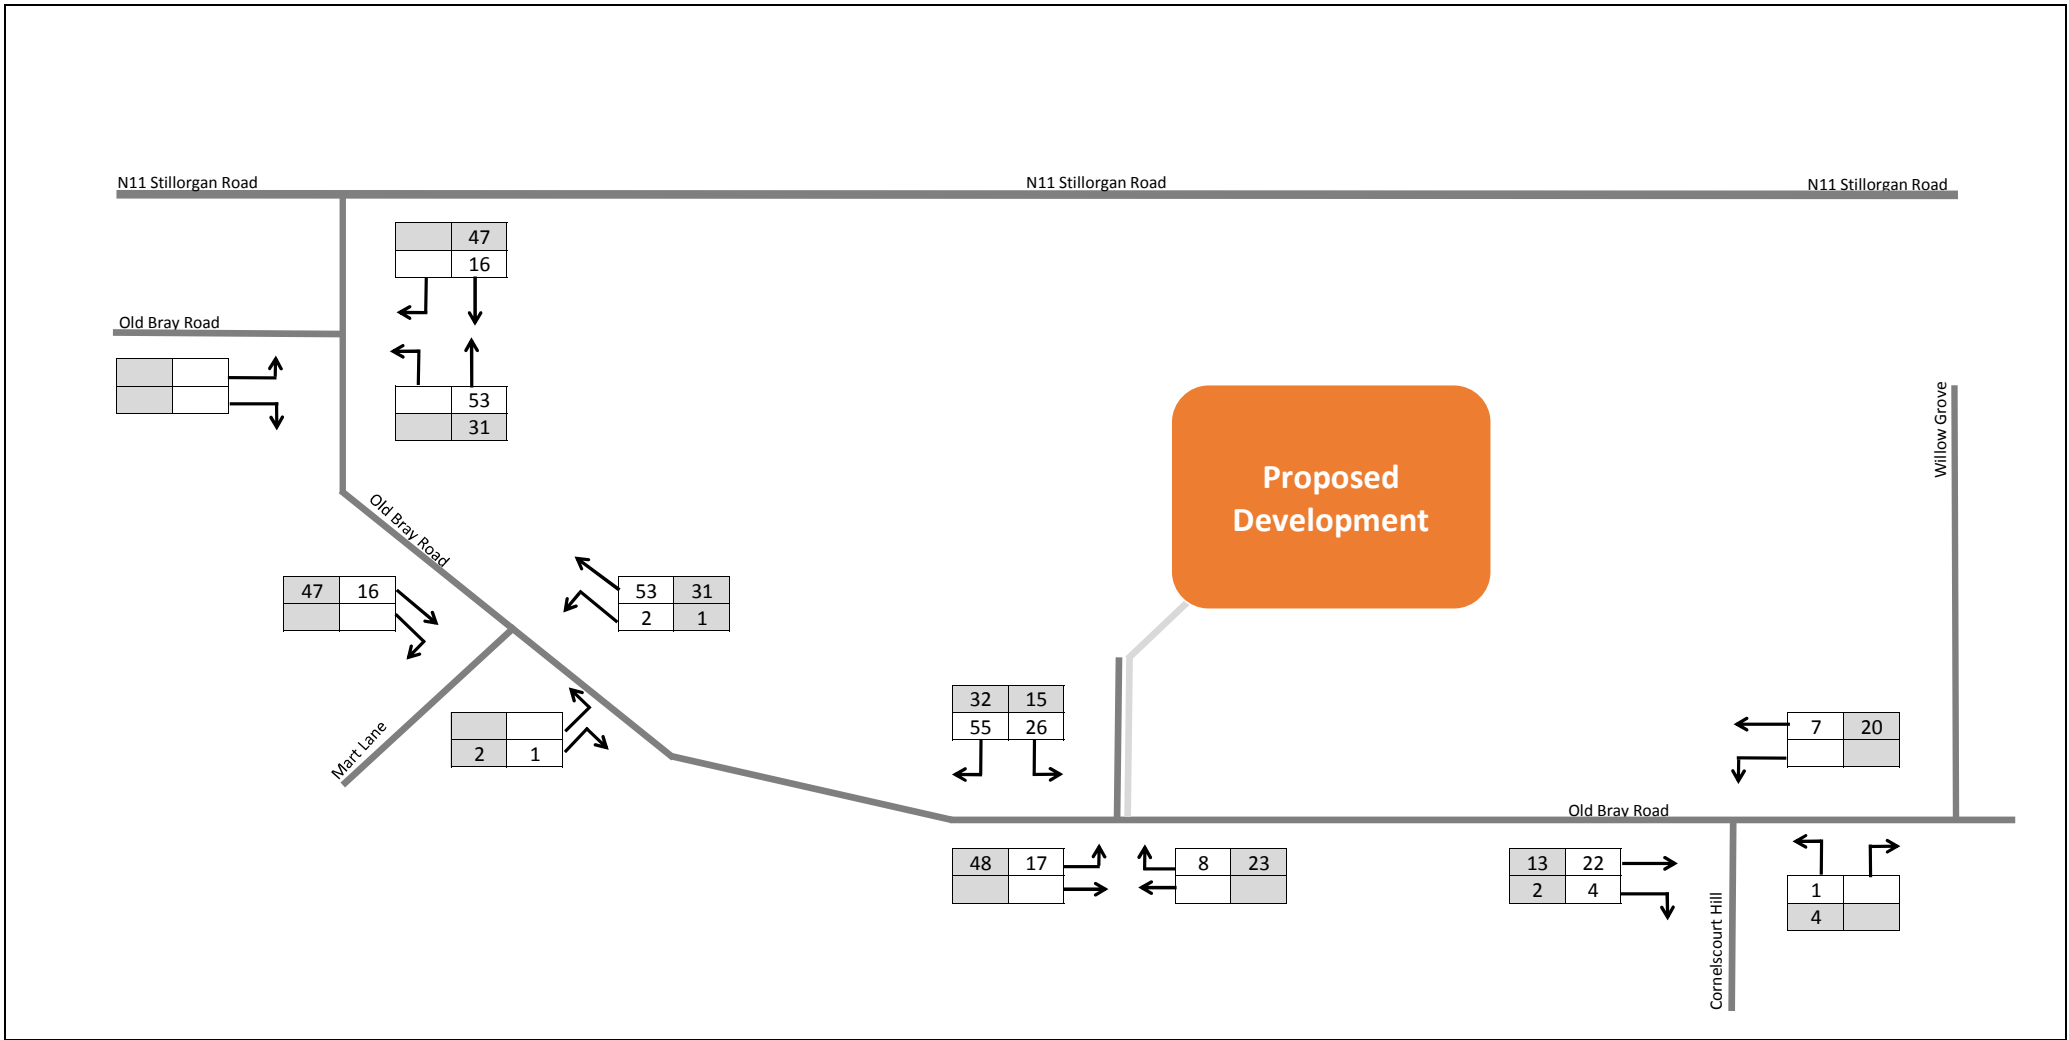 N11 Stillorgan Road
N11 Stillorgan Road
N11 Stillorgan Road
47
16
Old Bray Road
53
31
Willow Grove
Proposed
Development
Old Bray Road
47 16
53 31
2 1
32 15
55 26
Mart Lane
2 1
7 20
Old Bray Road
48 17
8 23
13 22
2 4
1
4
Cornelscourt Hill